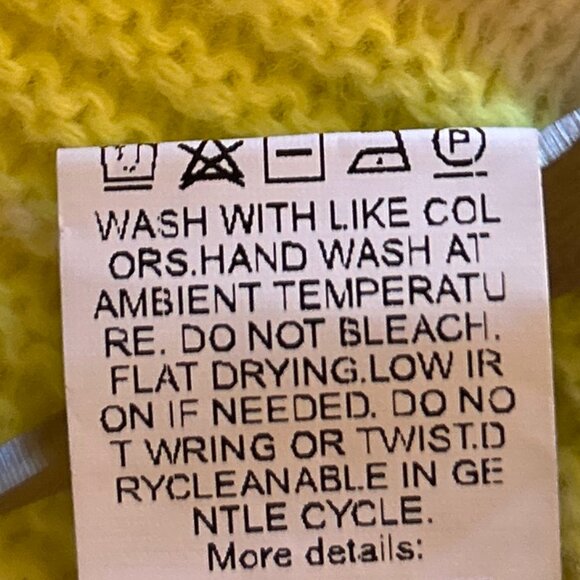 P
WASH WITH LIKE COL
ORS.HAND WASH AT
AMBIENT TEMPERATU
RE. DO NOT BLEACH.
FLAT DRYING.LOW IR
ON IF NEEDED. DO NO
T WRING OR TWIST.D
RYCLEANABLE IN GE
NTLE CYCLE.
More details: